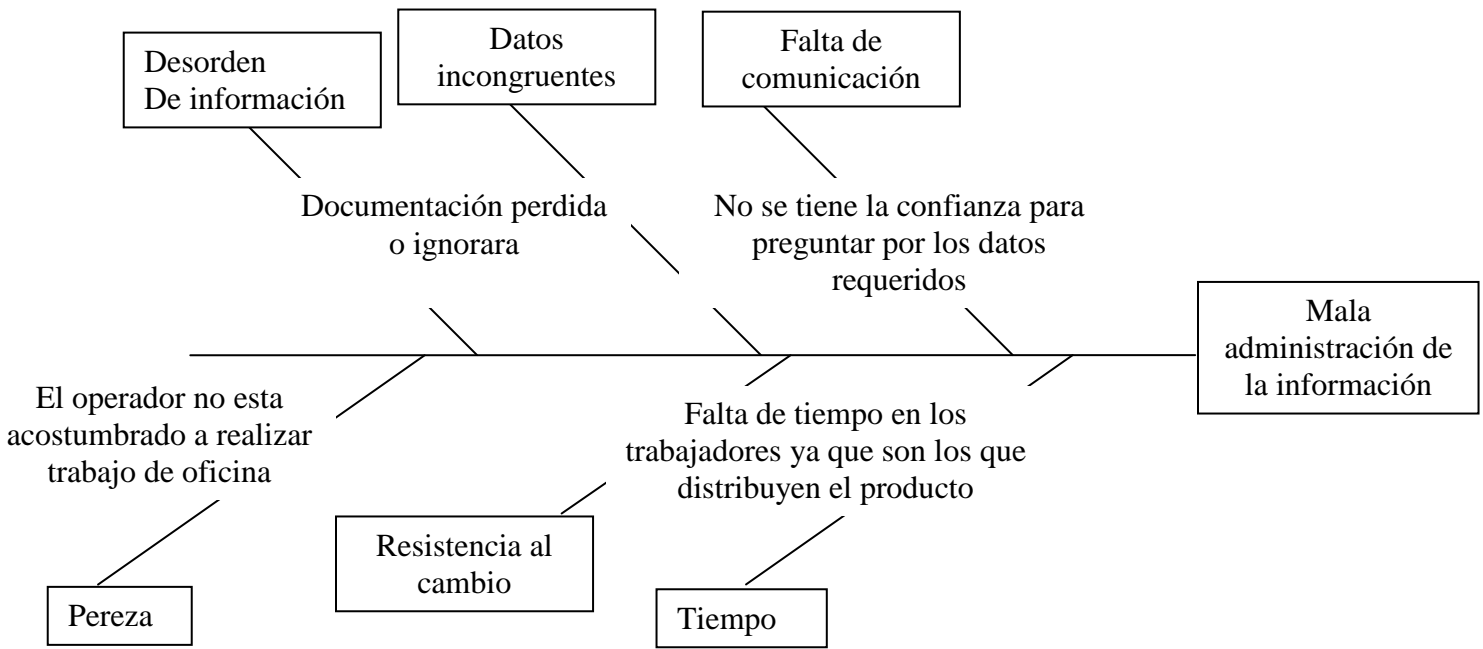 Desorden
De información
Datos
incongruentes
Falta de
comunicación
Documentación perdida
o ignorara
No se tiene la confianza para
preguntar por los datos
requeridos
Mala
administración de
la información
El operador no esta
acostumbrado a realizar
trabajo de oficina
Falta de tiempo en los
trabajadores ya que son los que
distribuyen el producto
Resistencia al
cambio
Pereza
Tiempo